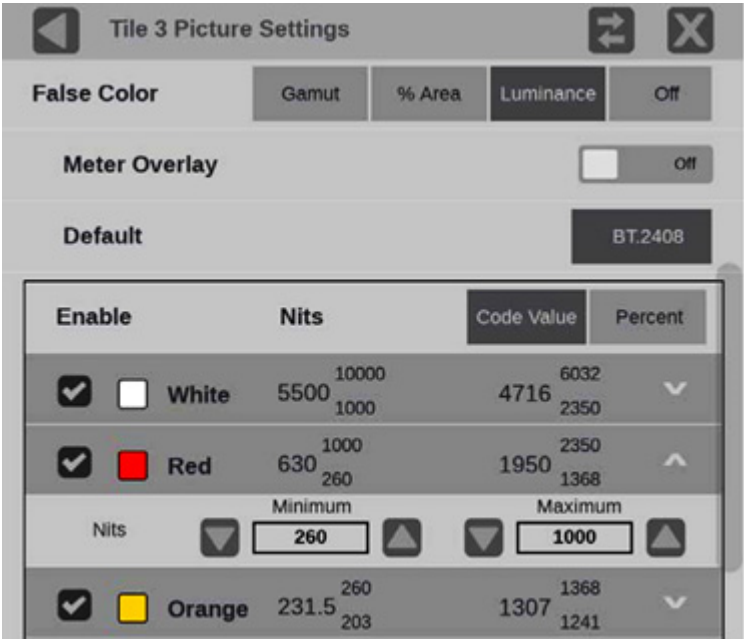 Tile 3 Picture Settings
False Color Gamut % Area Luminance Off
Meter Overlay Off
Default BT.2408
Enable Nits Code Value Percent
White 5500 10000 1000 4716 6032 2350
Red 630 1000 260 1950 2350 1368
Minimum Maximum
Nits 260 1000
Orange 231.5 260 203 1307 1368 1241